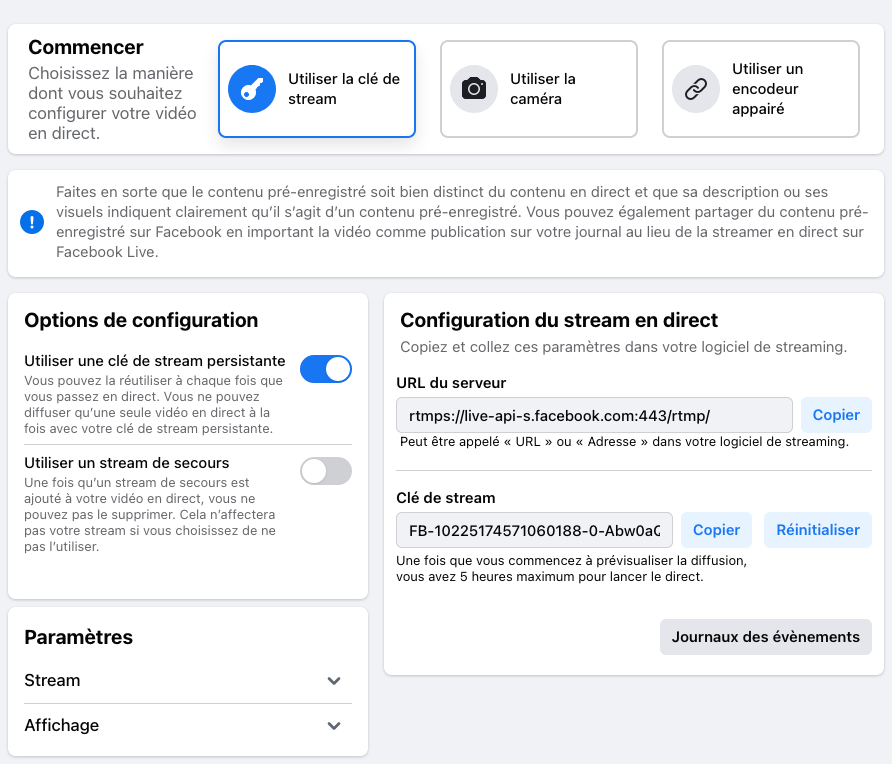 Commencer
Choisissez la manière
dont vous souhaitez
configurer votre vidéo
en direct.
Utiliser la clé de
stream
Utiliser la
caméra
Utiliser un
encodeur
appairé
Faites en sorte que le contenu pré-enregistré soit bien distinct du contenu en direct et que sa description ou ses
visuels indiquent clairement qu’il s’agit d’un contenu pré-enregistré. Vous pouvez également partager du contenu pré-
enregistré sur Facebook en important la vidéo comme publication sur votre journal au lieu de la streamer en direct sur
Facebook Live.
Options de configuration
Utiliser une clé de stream persistante
Vous pouvez la réutiliser à chaque fois que
vous passez en direct. Vous ne pouvez
diffuser qu’une seule vidéo en direct à la
fois avec votre clé de stream persistante.
Utiliser un stream de secours
Une fois qu’un stream de secours est
ajouté à votre vidéo en direct, vous ne
pouvez pas le supprimer. Cela n’affectera
pas votre stream si vous choisissez de ne
pas l’utiliser.
Paramètres
Stream
Affichage
Configuration du stream en direct
Copiez et collez ces paramètres dans votre logiciel de streaming.
URL du serveur
rtmps://live-api-s.facebook.com:443/rtmp/
Copier
Peut être appelé « URL » ou « Adresse » dans votre logiciel de streaming.
Clé de stream
FB-10225174571060188-0-Abw0aC
Copier
Réinitialiser
Une fois que vous commencez à prévisualiser la diffusion,
vous avez 5 heures maximum pour lancer le direct.
Journaux des évènements